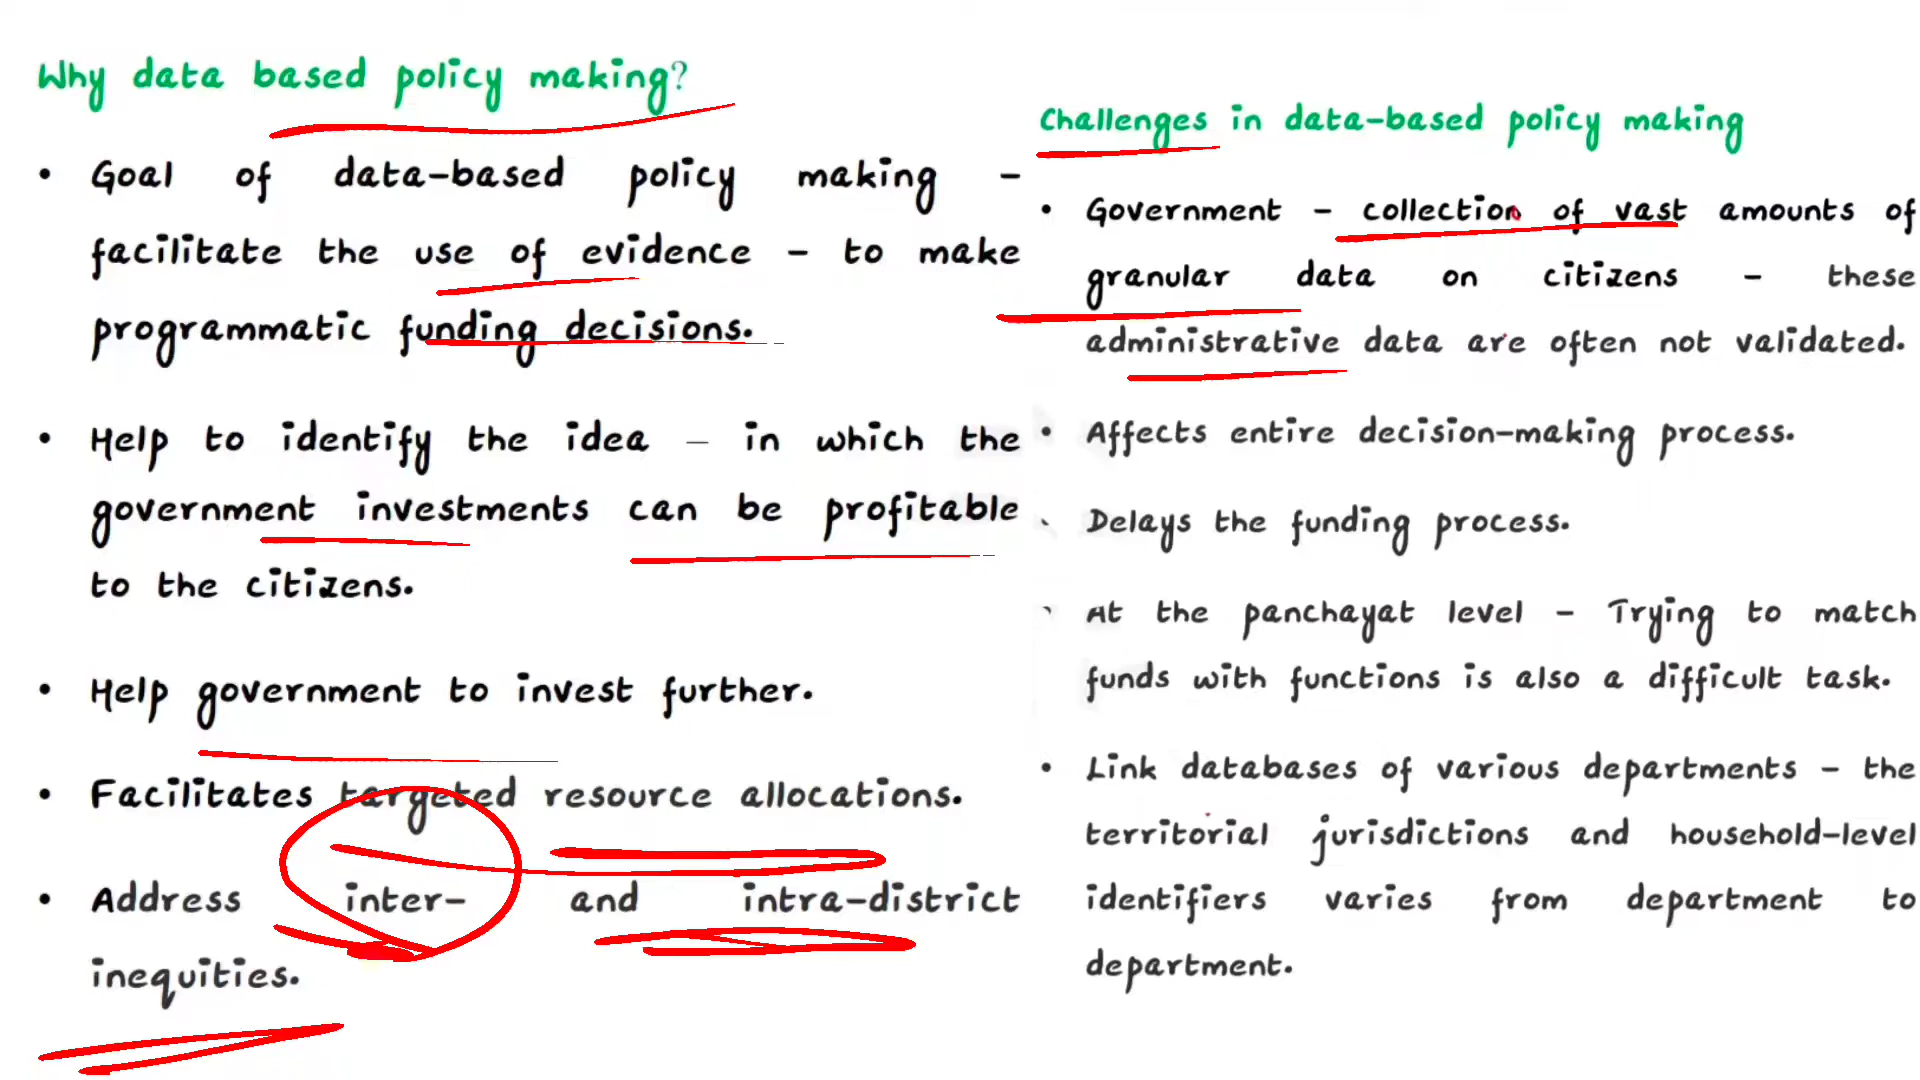 Why data based policy making?
• Goal of data-based policy making –
facilitate the use of evidence – to make
programmatic funding decisions.
• Help to identify the idea – in which the
government investments can be profitable
to the citizens.
• Help government to invest further.
• Facilitates targeted resource allocations.
• Address inter- and intra-district
inequities.
Challenges in data-based policy making
• Government – collection of vast amounts of
granular data on citizens – these
administrative data are often not validated.
• Affects entire decision-making process.
• Delays the funding process.
• At the panchayat level – Trying to match
funds with functions is also a difficult task.
• Link databases of various departments – the
territorial jurisdictions and household-level
identifiers varies from department to
department.